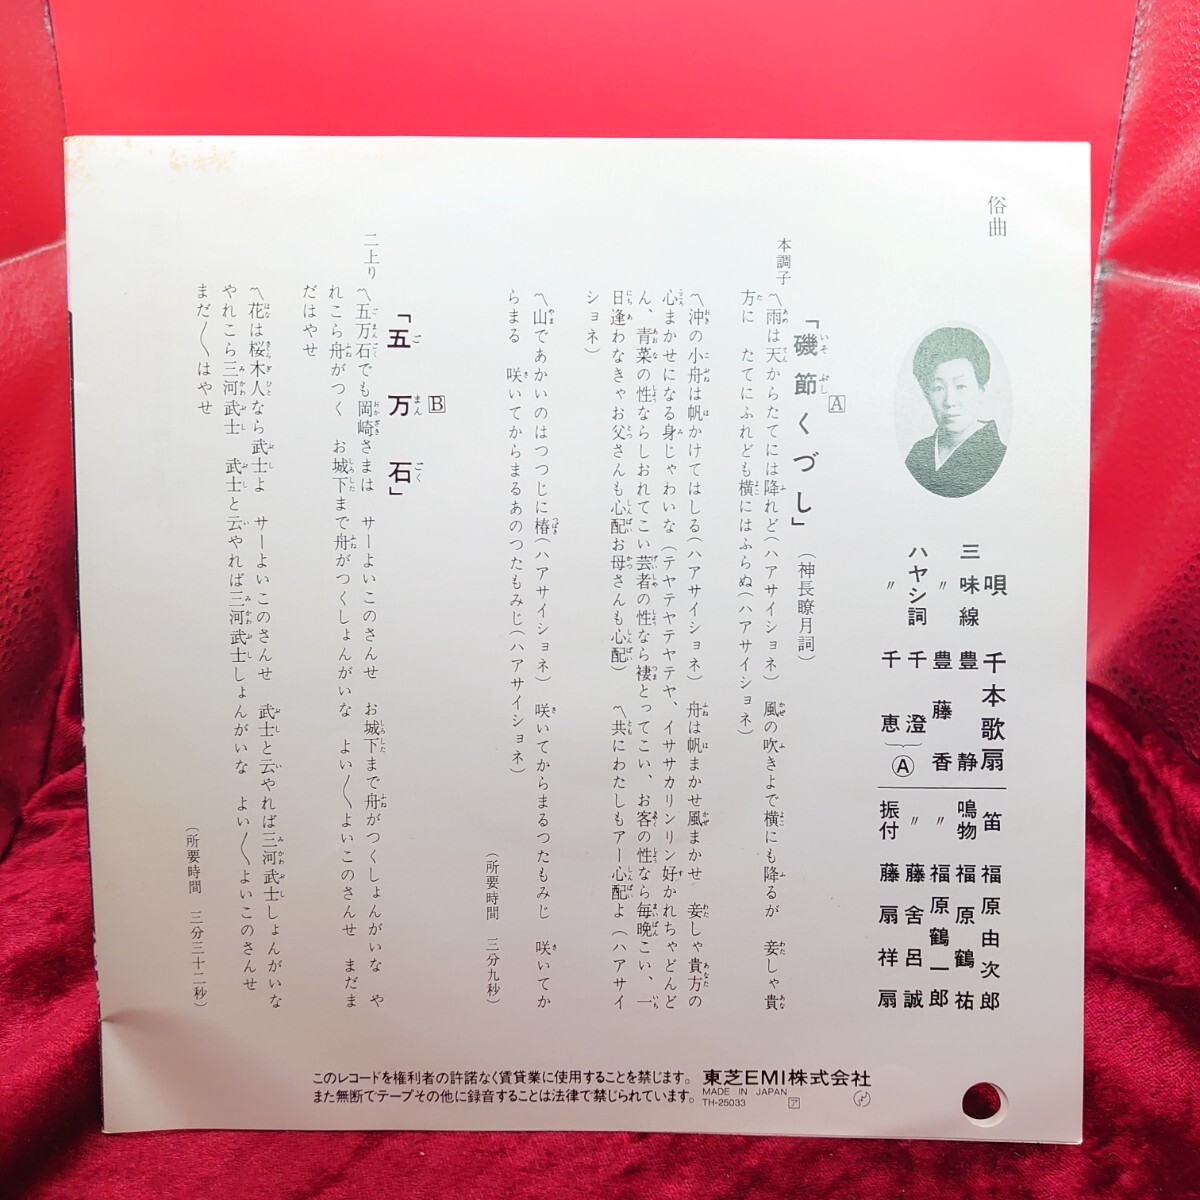 俗曲
唄 千本歌扇
三味線 豊静
〃 豊藤香
ハヤシ詞 千澄
〃 千恵
Ⓐ
笛 福原由次郎
鳴物 福原鶴祐
〃 福原鶴一郎
〃 藤舎呂誠
振付 藤扇祥扇
A
「磯節くづし」(神長瞭月詞)
本調子
〽雨は天からたてには降れど(ハアサイショネ) 風の吹きよで横にも降るが 妾しゃ貴
方に たてにふれども横にはふらぬ(ハアサイショネ)
〽沖の小舟は帆かけてはしる(ハアサイショネ) 舟は帆まかせ風まかせ 妾しゃ貴方の
心まかせになる身じゃわいな(テヤテヤテヤテヤ、イササカリンリン好かれちゃどんど
ん、青菜の性ならしおれてこい芸者の性なら褄とってこい、お客の性なら毎晩こい、一
日逢わなきゃお父さんも心配お母さんも心配) 〽共にわたしもアー心配よ(ハアサイ
ショネ)
〽山であかいのはつつじに椿(ハアサイショネ) 咲いてからまるつたもみじ 咲いてか
らまる 咲いてからまるあのつたもみじ(ハアサイショネ)
(所要時間 三分九秒)
B
「五万石」
二上り
〽五万石でも岡崎さまは サーよいこのさんせ お城下まで舟がつくしょんがいな や
れこら舟がつく お城下まで舟がつくしょんがいな よい〱よいこのさんせ まだま
だはやせ
〽花は桜木人なら武士よ サーよいこのさんせ 武士と云やれば三河武士しょんがいな
やれこら三河武士 武士と云やれば三河武士しょんがいな よい〱よいこのさんせ
まだ〱はやせ
(所要時間 三分三十二秒)
このレコードを権利者の許諾なく賃貸業に使用することを禁じます。
また無断でテープその他に録音することは法律で禁じられています。
東芝EMI株式会社
MADE IN JAPAN
TH-25033 ア